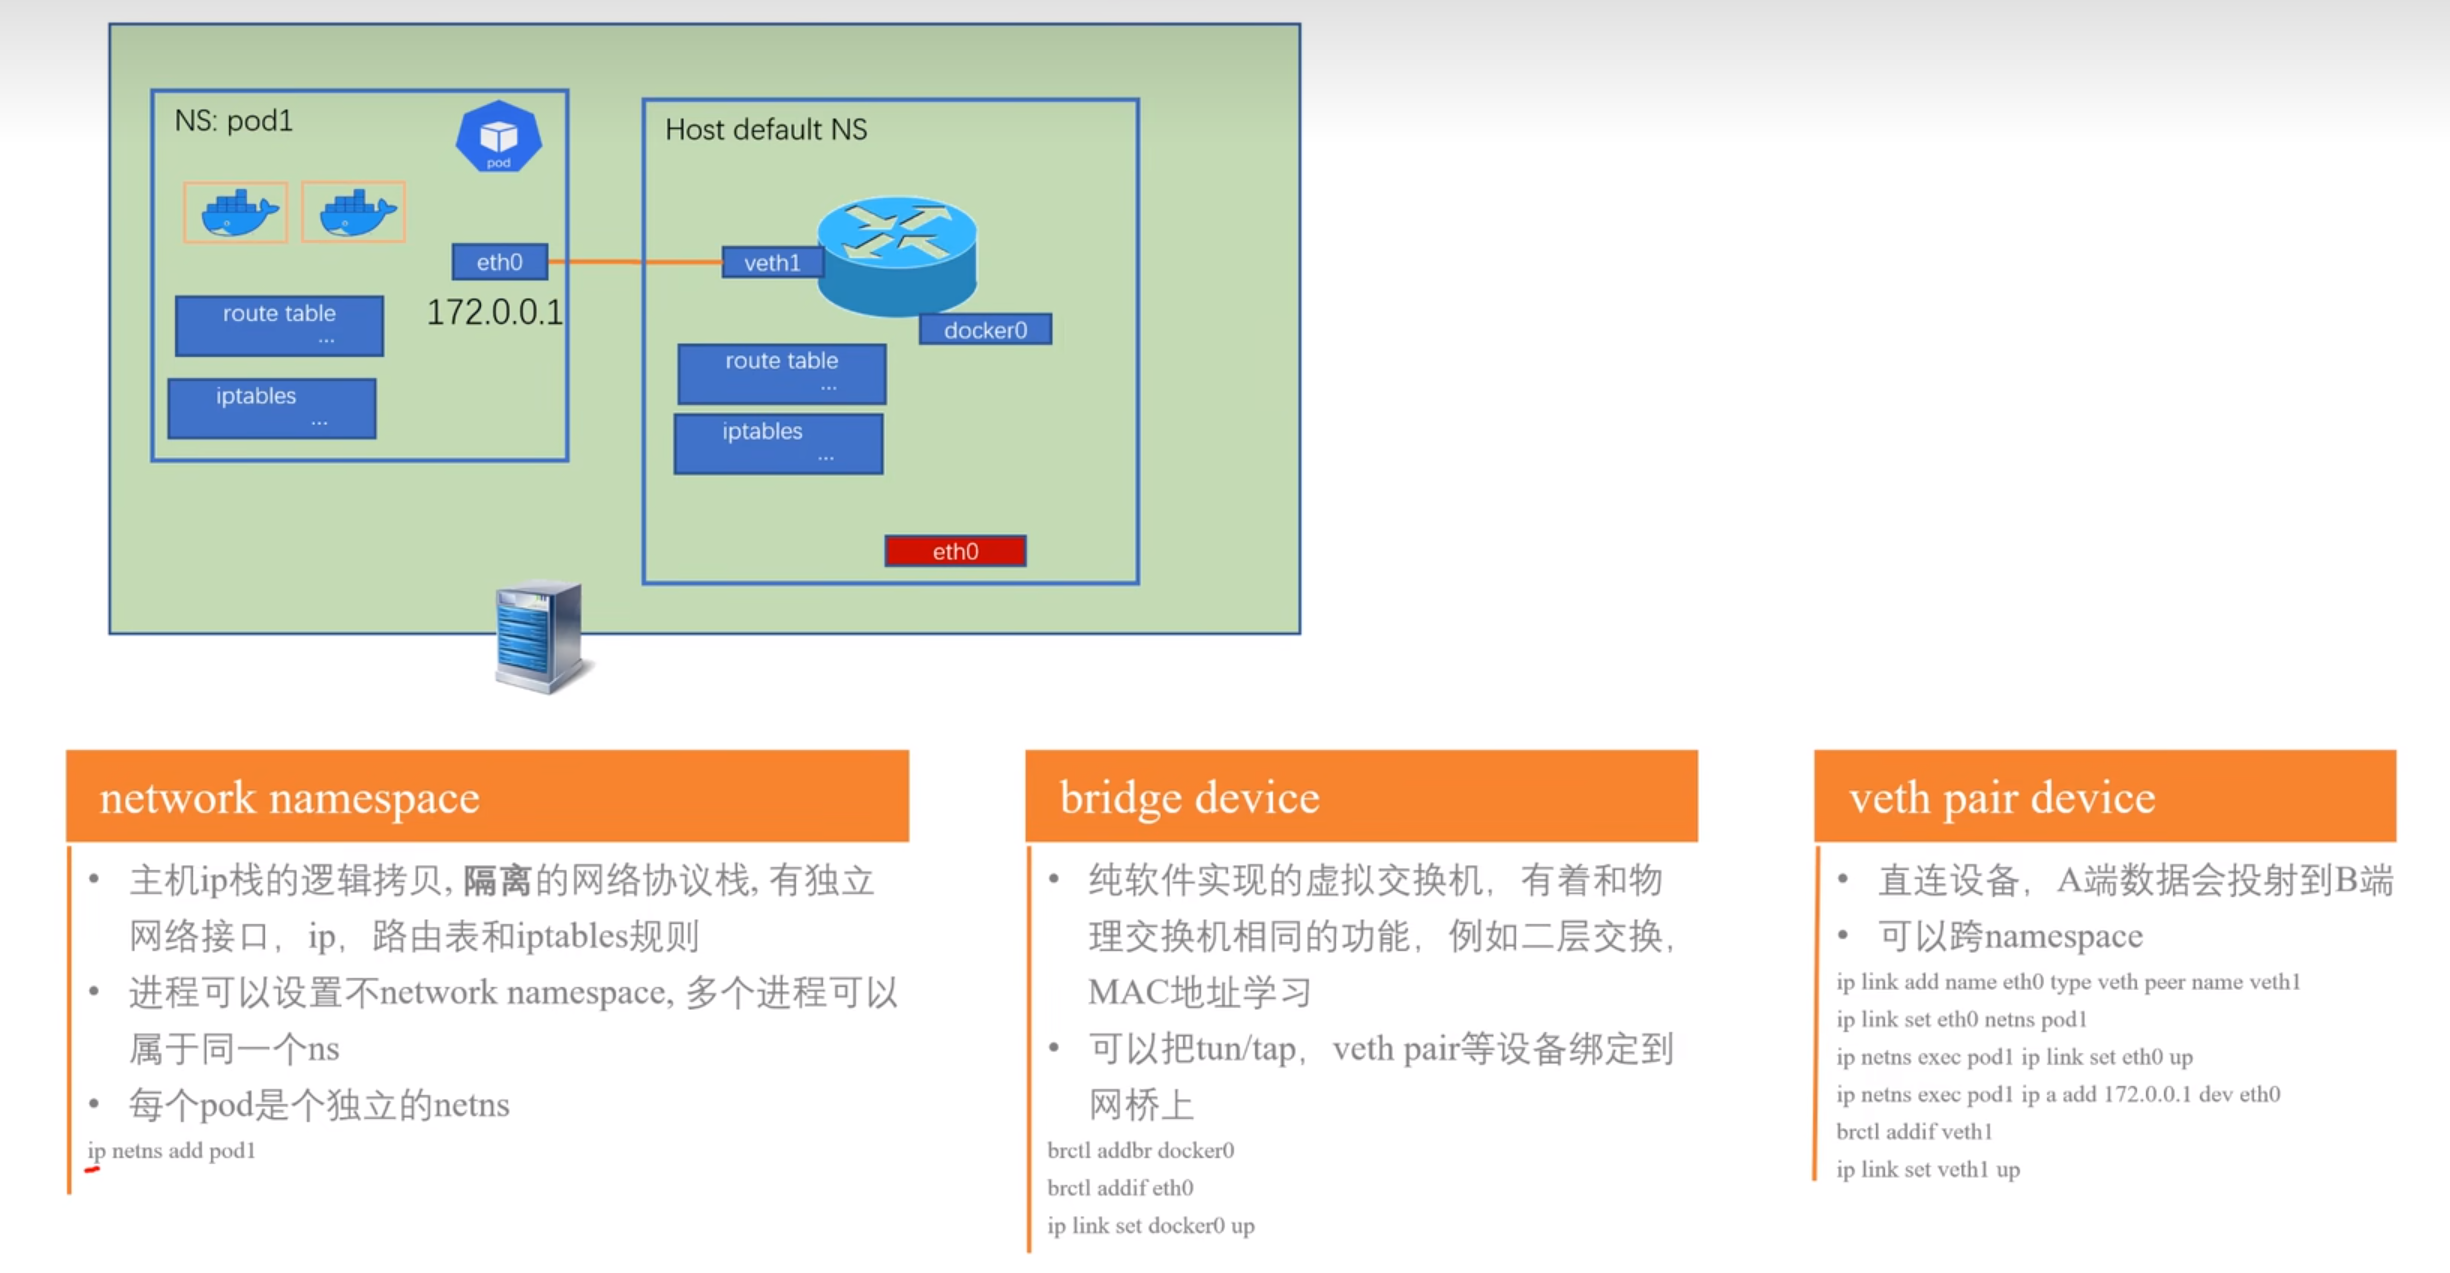 NS: pod1
pod
eth0
172.0.0.1
route table
...
iptables
...
Host default NS
veth1
docker0
route table
...
iptables
...
eth0
network namespace
• 主机ip栈的逻辑拷贝, 隔离的网络协议栈, 有独立
网络接口，ip，路由表和iptables规则
• 进程可以设置不network namespace, 多个进程可以
属于同一个ns
• 每个pod是个独立的netns
ip netns add pod1
bridge device
• 纯软件实现的虚拟交换机，有着和物
理交换机相同的功能，例如二层交换，
MAC地址学习
• 可以把tun/tap，veth pair等设备绑定到
网桥上
brctl addbr docker0
brctl addif eth0
ip link set docker0 up
veth pair device
• 直连设备，A端数据会投射到B端
• 可以跨namespace
ip link add name eth0 type veth peer name veth1
ip link set eth0 netns pod1
ip netns exec pod1 ip link set eth0 up
ip netns exec pod1 ip a add 172.0.0.1 dev eth0
brctl addif veth1
ip link set veth1 up